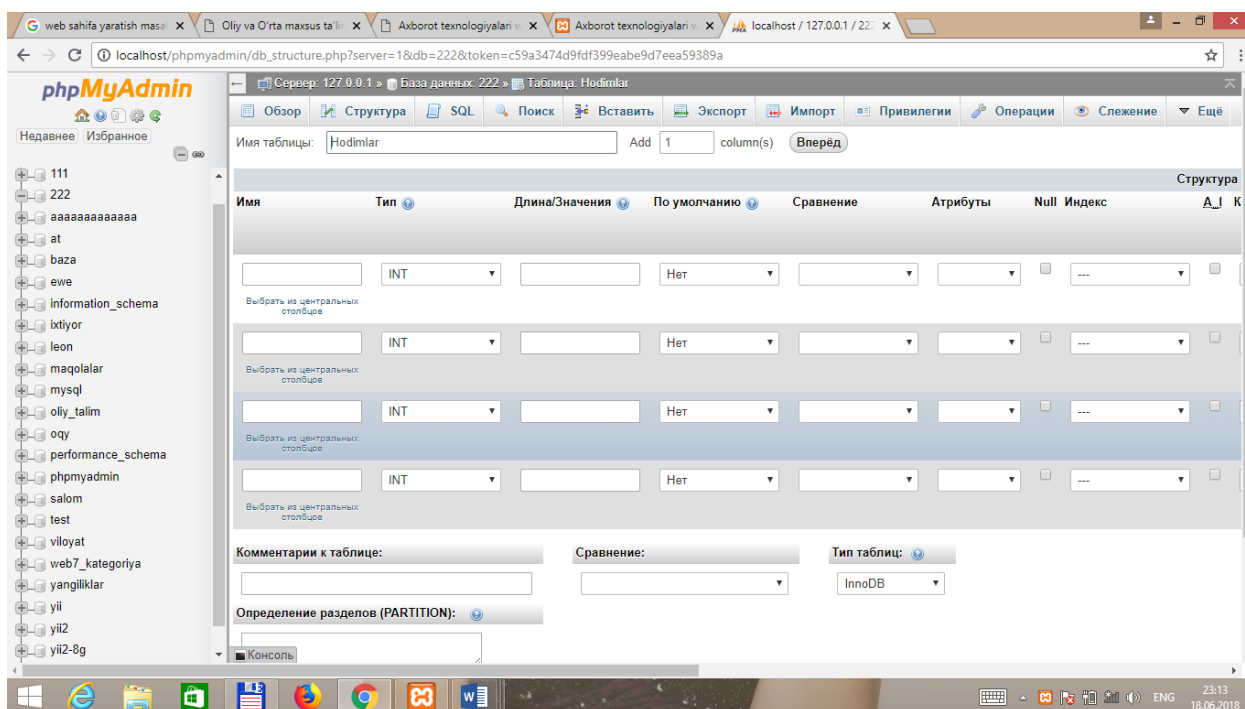 web sahifa yaratish masa
Oliy va O'rta maxsus ta'li
Axborot texnologiyalari v
Axborot texnologiyalari v
localhost / 127.0.0.1 / 222
localhost/phpmyadmin/db_structure.php?server=1&db=222&token=c59a3474d9fdf399eabe9d7eea59389a
phpMyAdmin
Недавнее Избранное
111
222
aaaaaaaaaaaaa
at
baza
ewe
information_schema
ixtiyor
leon
maqolalar
mysql
oliy_talim
oqy
performance_schema
phpmyadmin
salom
test
viloyat
web7_kategoriya
yangiliklar
yii
yii2
yii2-8g
Сервер: 127.0.0.1 » База данных: 222 » Таблица: Hodimlar
Обзор Структура SQL Поиск Вставить Экспорт Импорт Привилегии Операции Слежение Ещё
Имя таблицы: Hodimlar Add 1 column(s) Вперёд
Структура
Имя Тип Длина/Значения По умолчанию Сравнение Атрибуты Null Индекс A_I К
INT Нет ---
Выбрать из центральных столбцов
INT Нет ---
Выбрать из центральных столбцов
INT Нет ---
Выбрать из центральных столбцов
INT Нет ---
Выбрать из центральных столбцов
Комментарии к таблице: Сравнение: Тип таблиц:
InnoDB
Определение разделов (PARTITION):
Консоль
ENG
23:13
18.06.2018